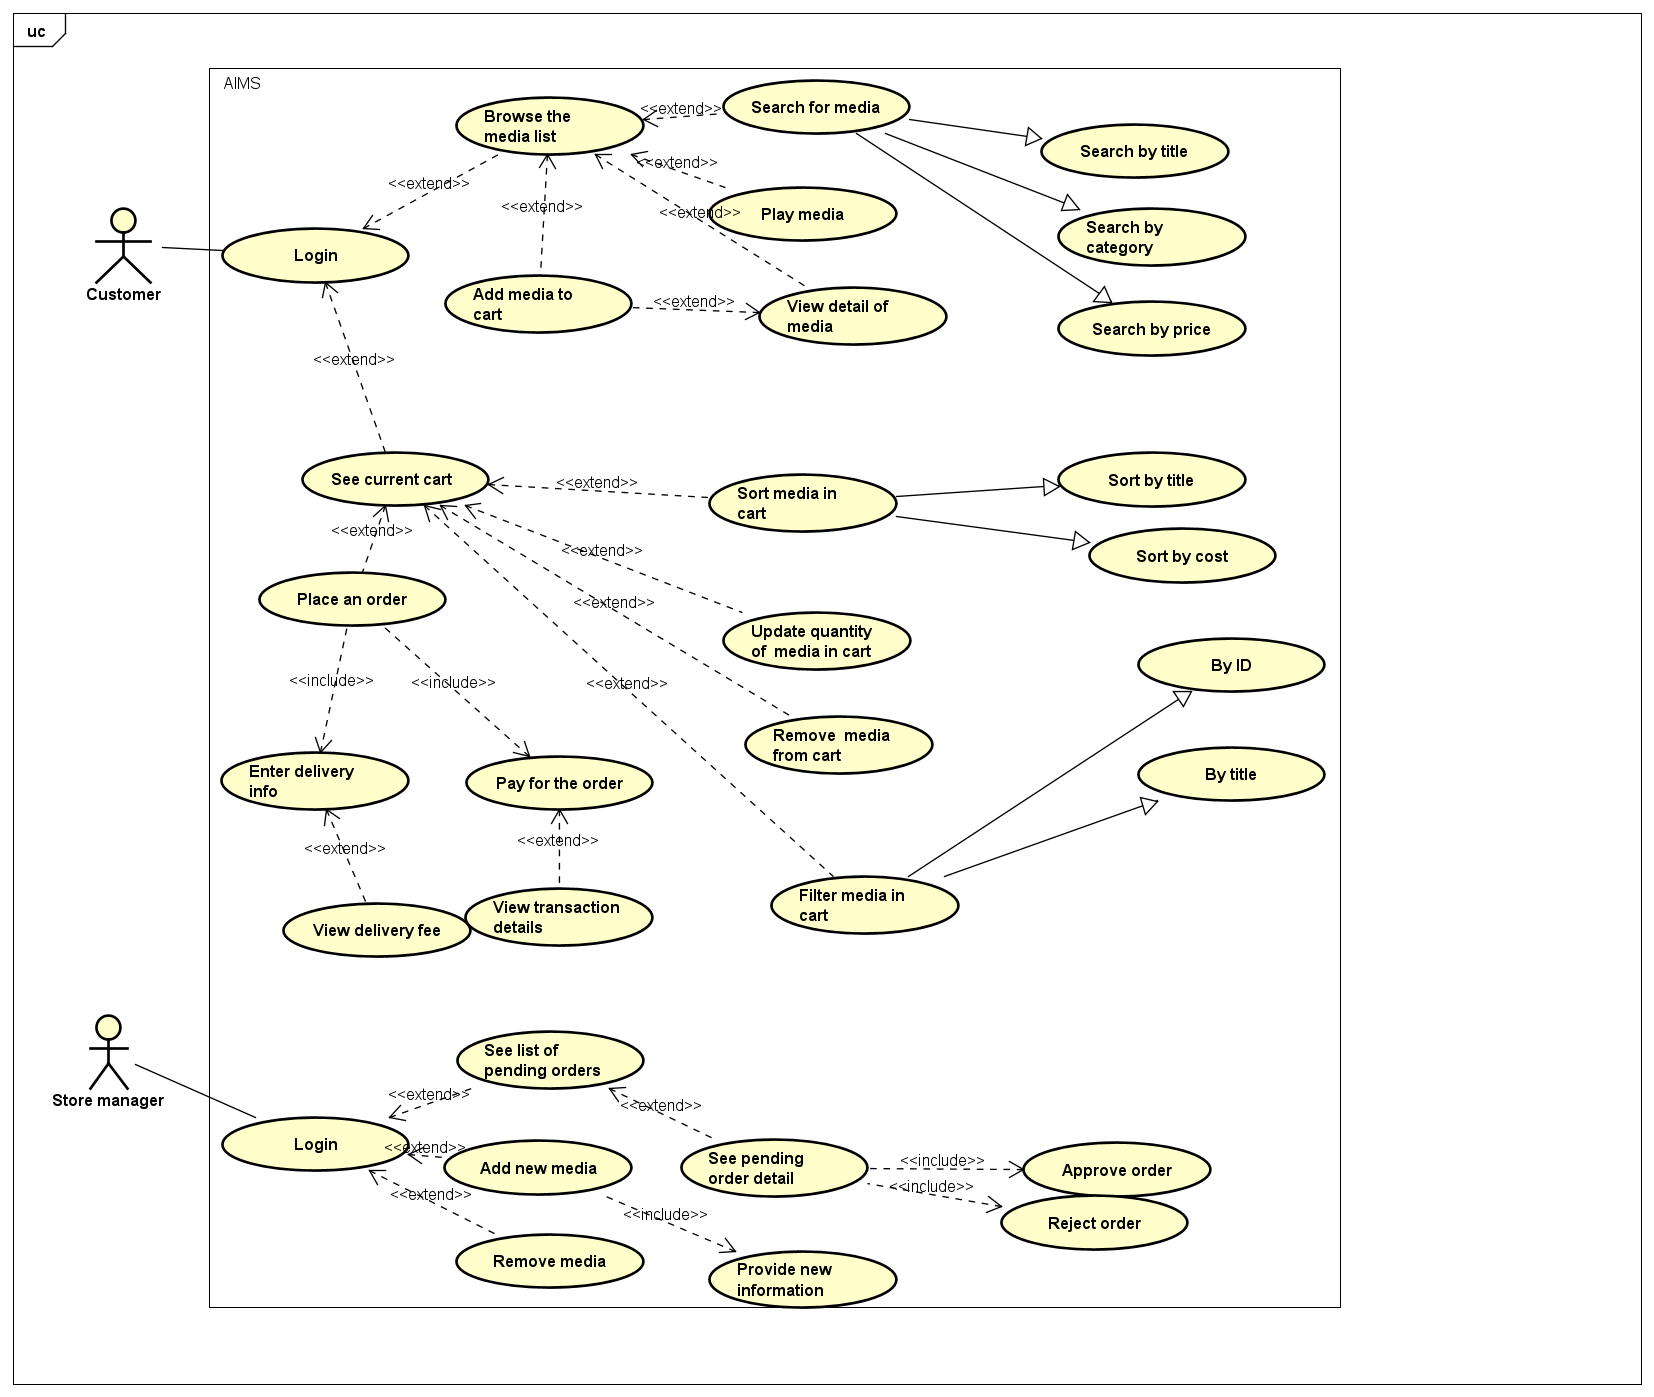 uc
AIMS
Browse the
media list
<<extend>>
Search for media
Search by title
<<extend>>
<<extend>>
<<extend>>
Play media
<<extend>>
Search by
category
Customer
Login
Add media to
cart
<<extend>>
View detail of
media
Search by price
<<extend>>
See current cart
<<extend>>
Sort media in
cart
Sort by title
<<extend>>
<<extend>>
Sort by cost
Place an order
<<extend>>
Update quantity
of  media in cart
<<include>>
<<include>>
<<extend>>
By ID
Enter delivery
info
Pay for the order
Remove  media
from cart
By title
<<extend>>
<<extend>>
View delivery fee
View transaction
details
Filter media in
cart
Store manager
See list of
pending orders
<<extend>>
<<extend>>
Login
<<extend>>
Add new media
See pending
order detail
<<include>>
Approve order
<<include>>
<<extend>>
<<include>>
Reject order
Remove media
Provide new
information